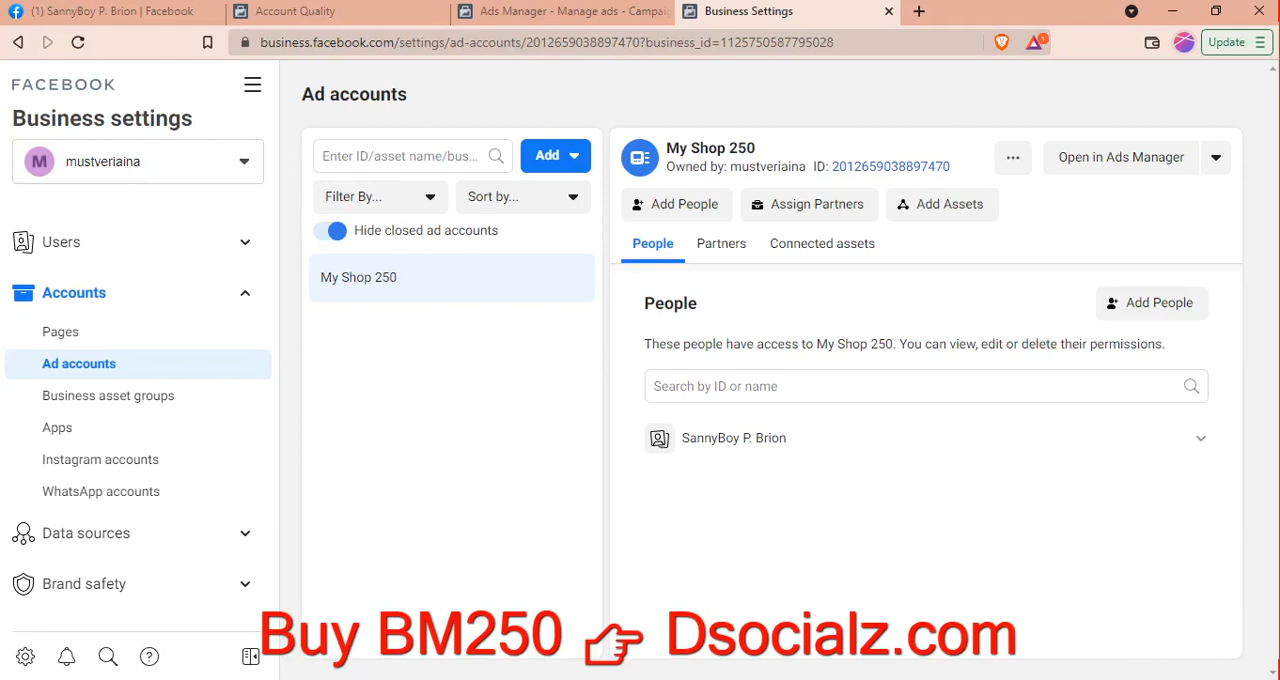 (1) SannyBoy P. Brion | Facebook
Account Quality
Ads Manager - Manage ads - Campai
Business Settings
business.facebook.com/settings/ad-accounts/2012659038897470?business_id=1125750587795028
1
Update
FACEBOOK
Business settings
M mustveriaina
Users
Accounts
Pages
Ad accounts
Business asset groups
Apps
Instagram accounts
WhatsApp accounts
Data sources
Brand safety
Ad accounts
Enter ID/asset name/bus...
Add
Filter By...
Sort by...
Hide closed ad accounts
My Shop 250
My Shop 250
Owned by: mustveriaina ID: 2012659038897470
Open in Ads Manager
Add People
Assign Partners
Add Assets
People
Partners
Connected assets
People
Add People
These people have access to My Shop 250. You can view, edit or delete their permissions.
Search by ID or name
SannyBoy P. Brion
Buy BM250 Dsocialz.com